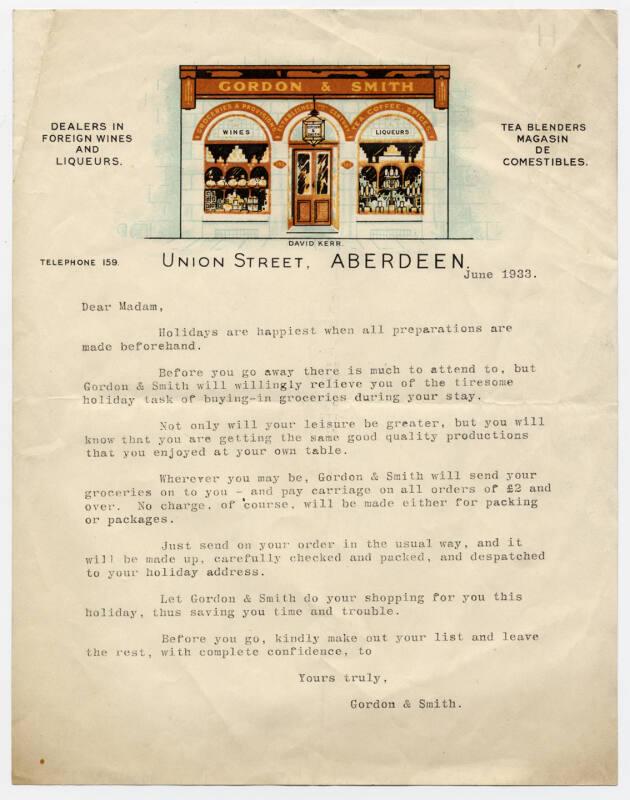 GORDON & SMITH
GROCERIES & PROVISIONS
TEA COFFEE SPICES
WINES
LIQUEURS
DEALERS IN
FOREIGN WINES
AND
LIQUEURS.
TEA BLENDERS
MAGASIN
DE
COMESTIBLES.
DAVID KERR.
TELEPHONE 159.
UNION STREET, ABERDEEN.
June 1933.
Dear Madam,
Holidays are happiest when all preparations are
made beforehand.
Before you go away there is much to attend to, but
Gordon & Smith will willingly relieve you of the tiresome
holiday task of buying-in groceries during your stay.
Not only will your leisure be greater, but you will
know that you are getting the same good quality productions
that you enjoyed at your own table.
Wherever you may be, Gordon & Smith will send your
groceries on to you - and pay carriage on all orders of £2 and
over. No charge, of course, will be made either for packing
or packages.
Just send on your order in the usual way, and it
will be made up, carefully checked and packed, and despatched
to your holiday address.
Let Gordon & Smith do your shopping for you this
holiday, thus saving you time and trouble.
Before you go, kindly make out your list and leave
the rest, with complete confidence, to
Yours truly,
Gordon & Smith.